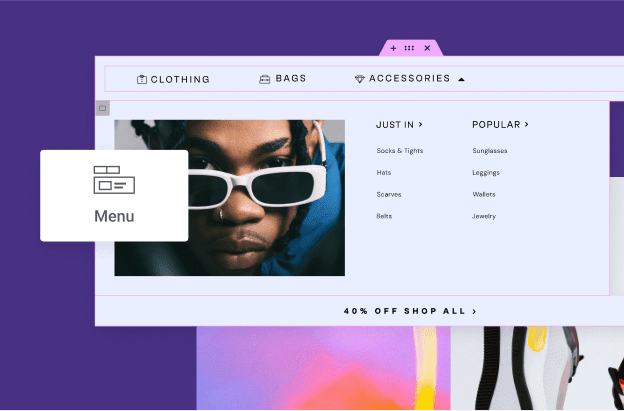 CLOTHING
BAGS
ACCESSORIES
JUST IN >
POPULAR >
Socks & Tights
Sunglasses
Hats
Leggings
Scarves
Wallets
Belts
Jewelry
Menu
40% OFF SHOP ALL >